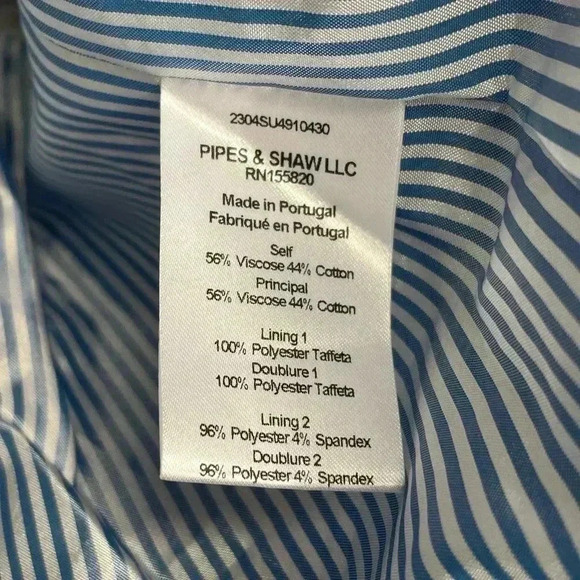 2304SU4910430
PIPES & SHAW LLC
RN155820
Made in Portugal
Fabriqué en Portugal
Self
56% Viscose 44% Cotton
Principal
56% Viscose 44% Cotton
Lining 1
100% Polyester Taffeta
Doublure 1
100% Polyester Taffeta
Lining 2
96% Polyester 4% Spandex
Doublure 2
96% Polyester 4% Spandex